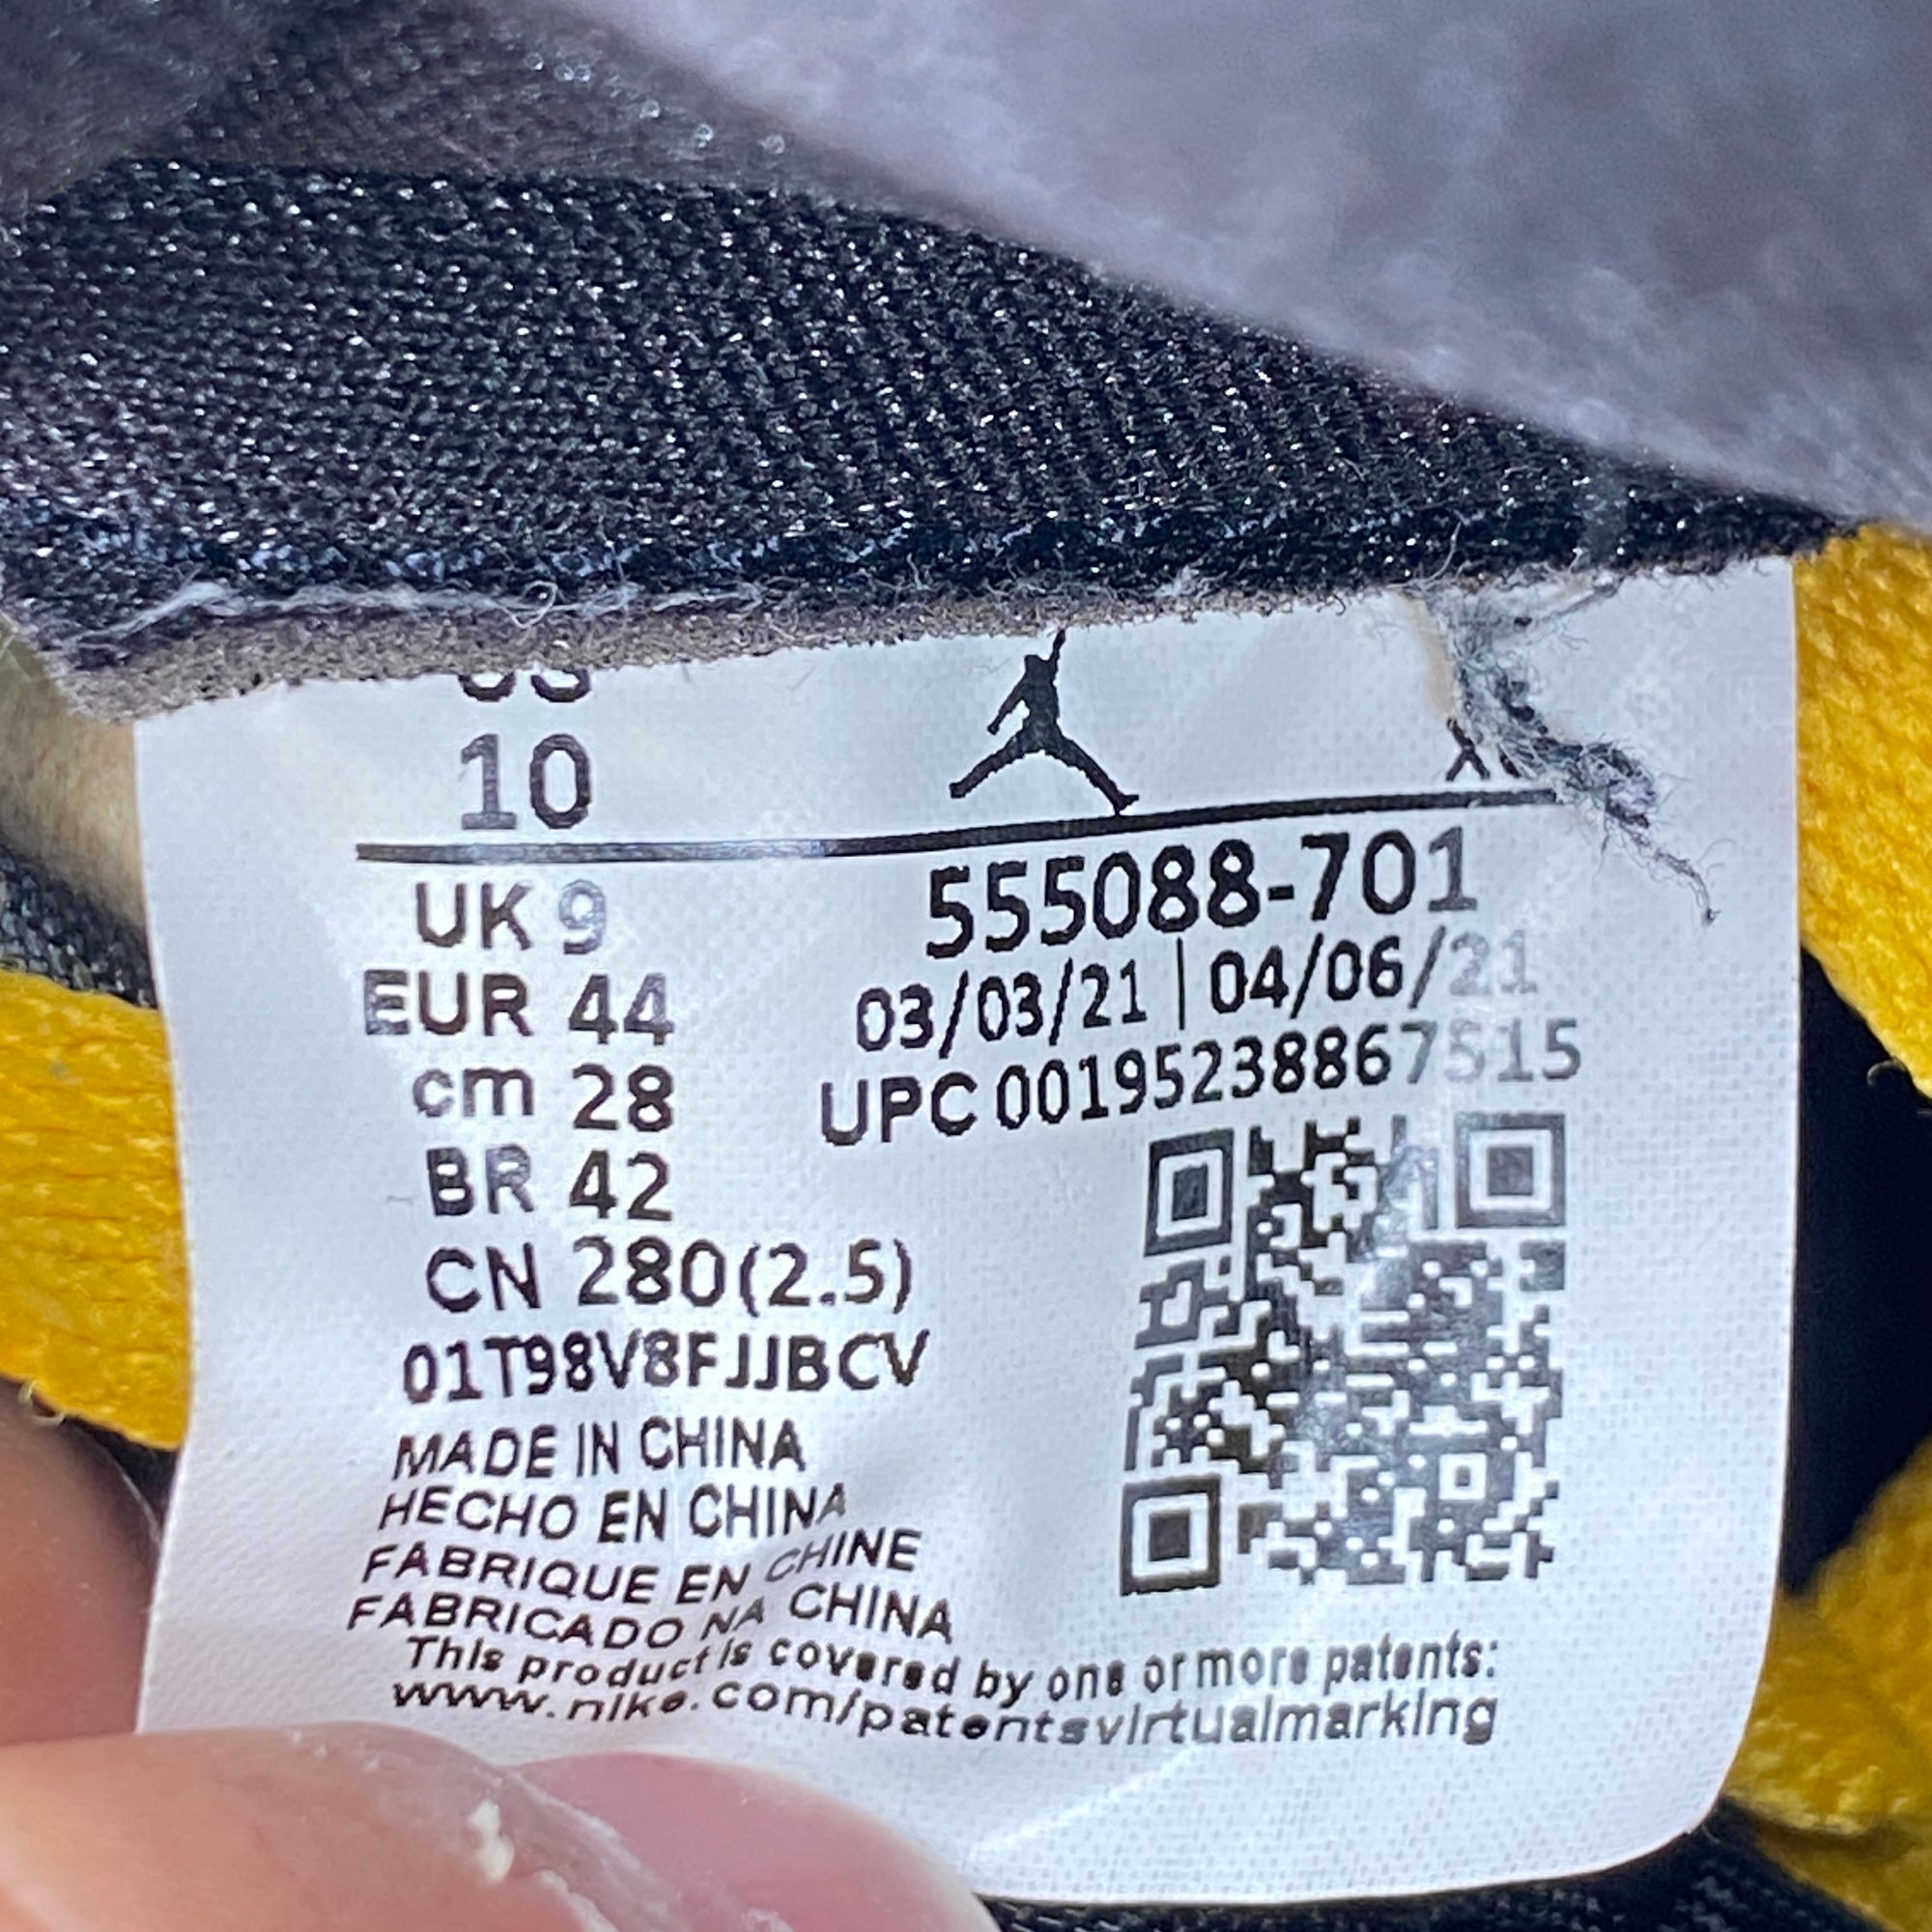 US
10
UK 9
EUR 44
cm 28
BR 42
CN 280(2.5)
01T98V8FJJBCV
555088-701
03/03/21 | 04/06/21
UPC 00195238867515
MADE IN CHINA
HECHO EN CHINA
FABRIQUE EN CHINE
FABRICADO NA CHINA
This product is covered by one or more patents:
www.nike.com/patentsvirtualmarking